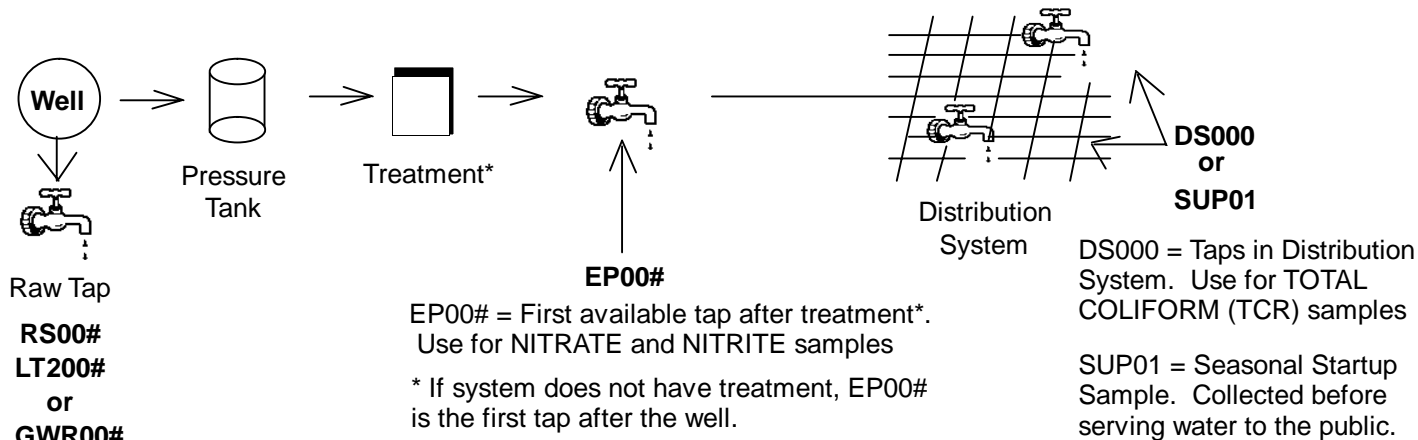 Well
Pressure
Tank
Treatment*
Raw Tap
RS00#
LT200#
or
GWR00#
EP00#
EP00# = First available tap after treatment*.
Use for NITRATE and NITRITE samples
* If system does not have treatment, EP00#
is the first tap after the well.
Distribution
System
DS000
or
SUP01
DS000 = Taps in Distribution
System. Use for TOTAL
COLIFORM (TCR) samples
SUP01 = Seasonal Startup
Sample. Collected before
serving water to the public.